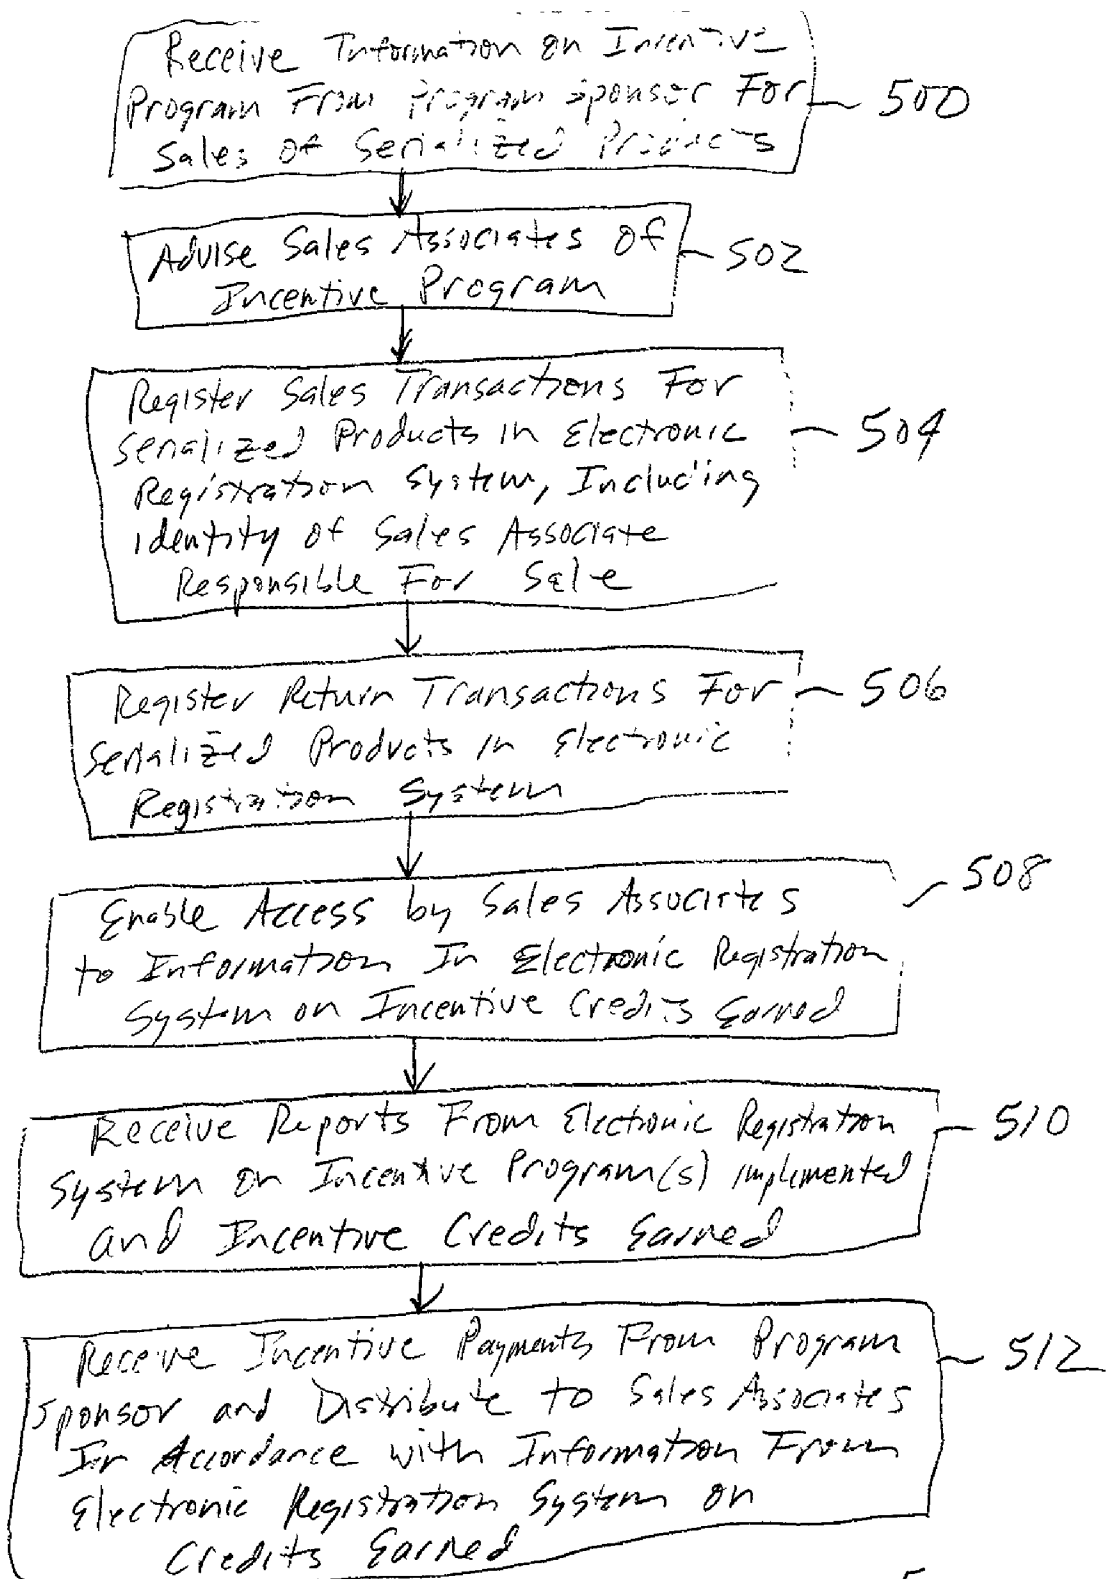 Receive Information on Incentive
Program From Program Sponsor For
Sales of Serialized Products
500
Advise Sales Associates Of
Incentive Program
502
Register Sales Transactions For
Serialized Products in Electronic
Registration System, Including
identity of Sales Associate
Responsible For Sale
504
Register Return Transactions For
Serialized Products in Electronic
Registration System
506
Enable Access by Sales Associates
to Information In Electronic Registration
System on Incentive Credits Earned
508
Receive Reports From Electronic Registration
System on Incentive Program(s) implemented
and Incentive Credits Earned
510
Receive Incentive Payments From Program
Sponsor and Distribute to Sales Associates
In Accordance with Information From
Electronic Registration System on
Credits Earned
512